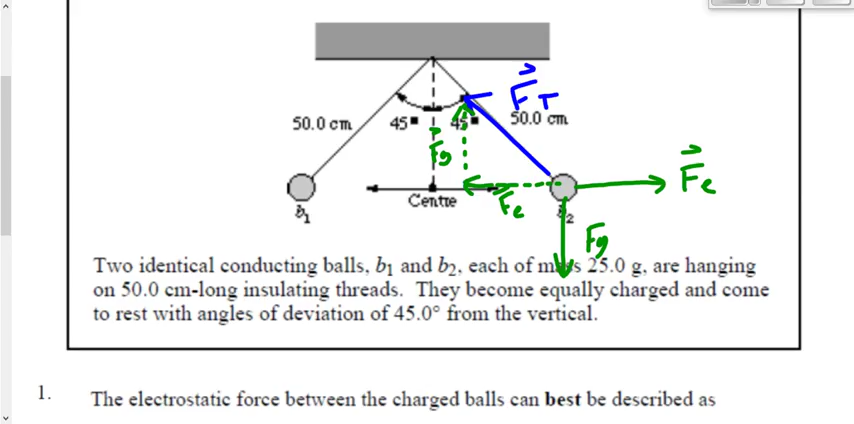 F T
50.0 cm
45°
45°
50.0 cm
Fg
Fe
Fe
b1
Centre
b2
Fg
Two identical conducting balls, b1 and b2, each of mass 25.0 g, are hanging
on 50.0 cm-long insulating threads. They become equally charged and come
to rest with angles of deviation of 45.0° from the vertical.
1. The electrostatic force between the charged balls can best be described as